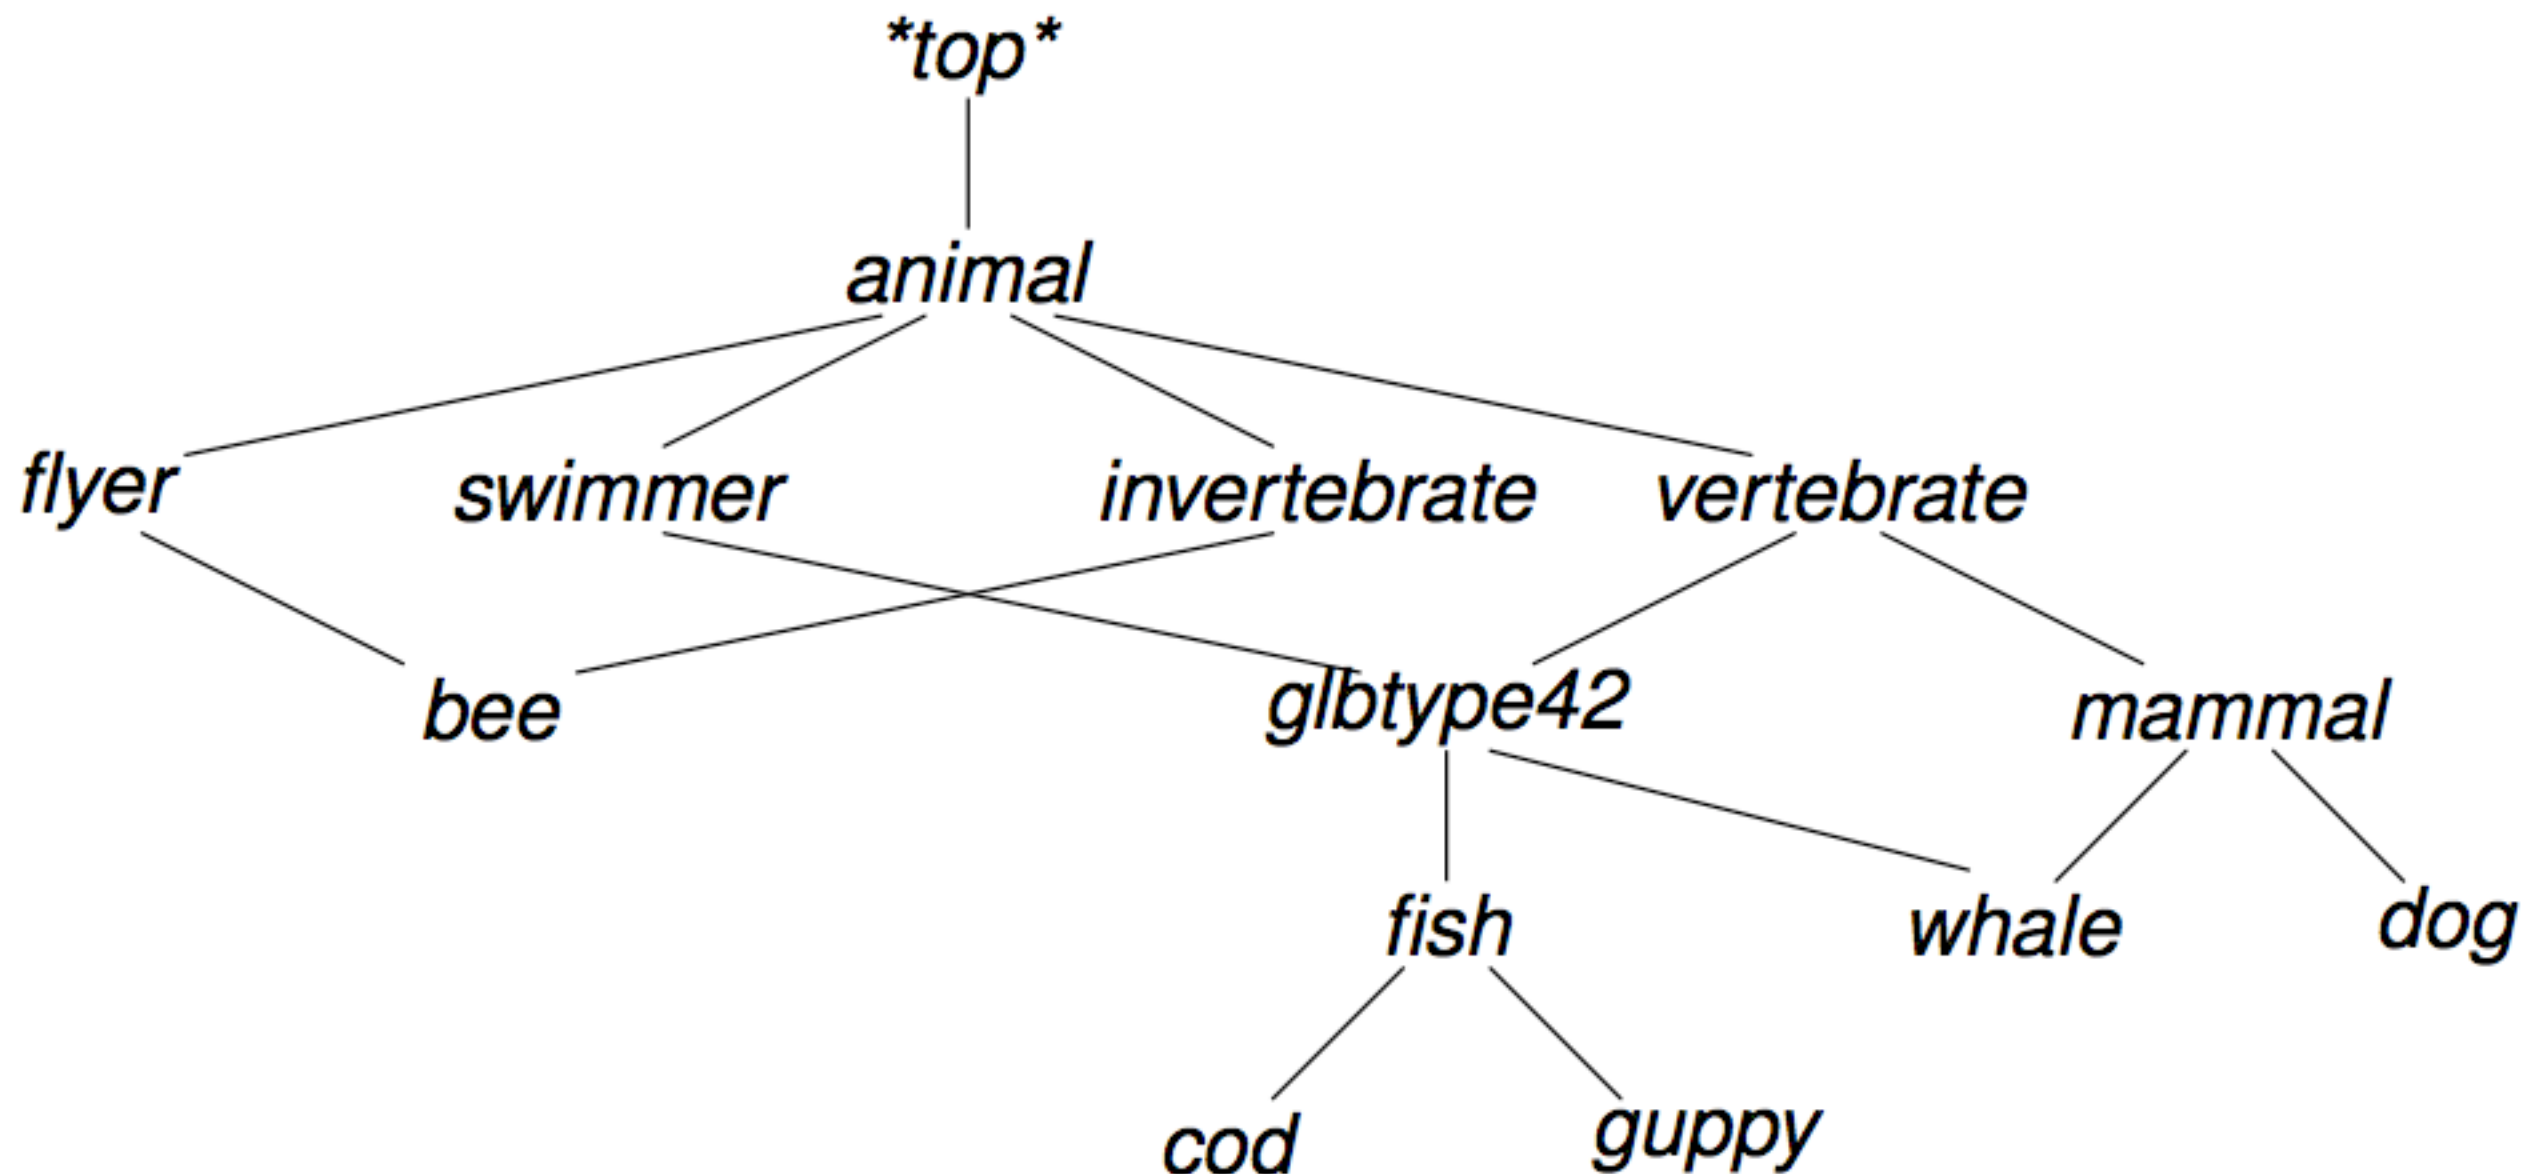 *top*
animal
flyer swimmer invertebrate vertebrate
bee glbtype42 mammal
fish whale dog
cod guppy